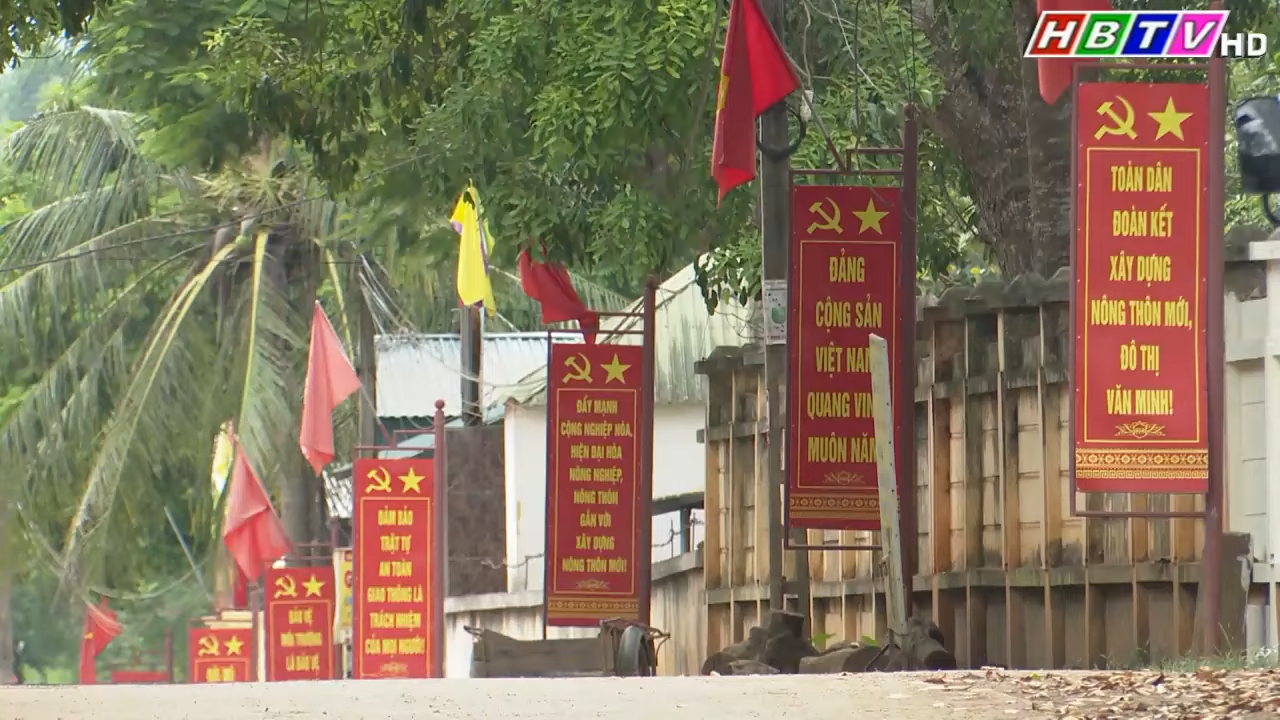 HBTV HD
TOÀN DÂN
ĐOÀN KẾT
XÂY DỰNG
NÔNG THÔN MỚI,
ĐÔ THỊ
VĂN MINH!
ĐẢNG
CỘNG SẢN
VIỆT NAM
QUANG VIN
MUÔN NĂM
ĐẨY MẠNH
CÔNG NGHIỆP HÓA,
HIỆN ĐẠI HÓA
NÔNG NGHIỆP,
NÔNG THÔN
GẮN VỚI
XÂY DỰNG
NÔNG THÔN MỚI!
ĐẢM BẢO
TRẬT TỰ
AN TOÀN
GIAO THÔNG LÀ
TRÁCH NHIỆM
CỦA MỌI NGƯỜI!
BẢO VỆ
MÔI TRƯỜNG
LÀ BẢO VỆ